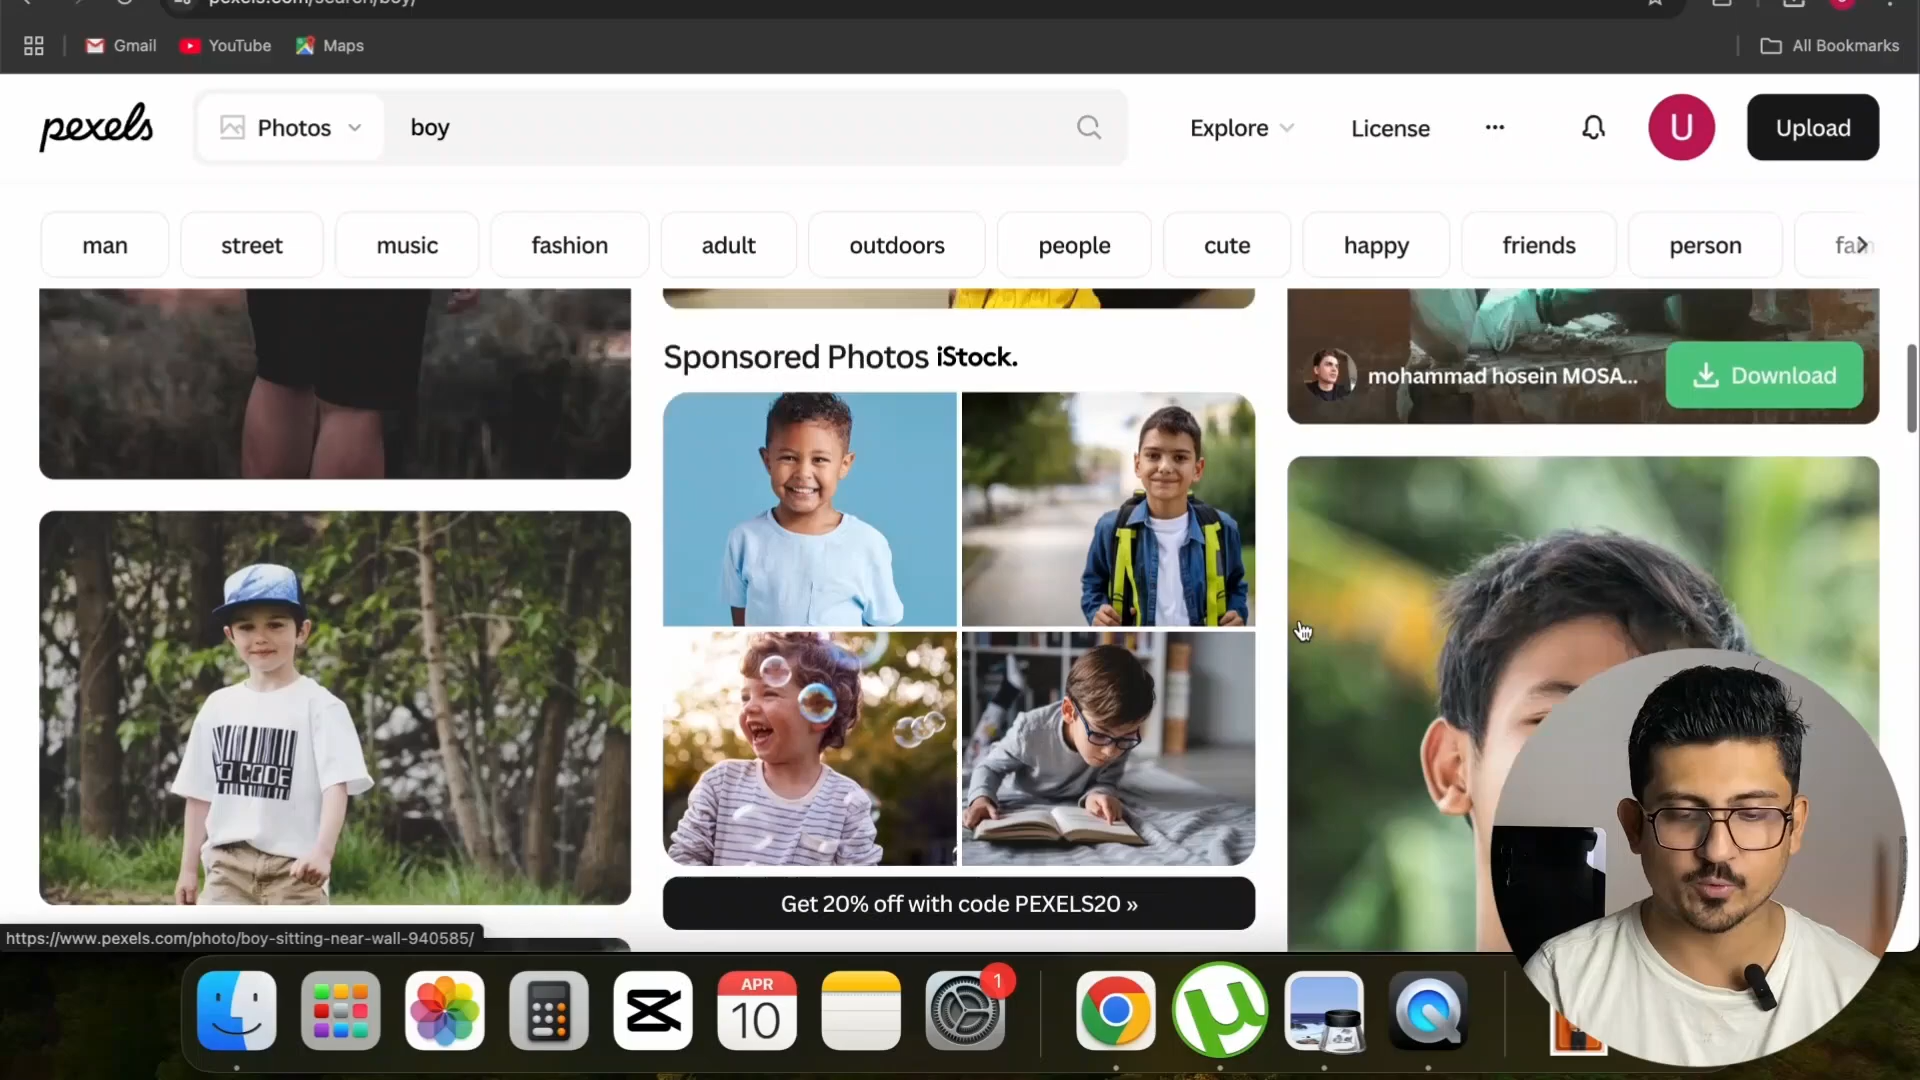 Gmail
YouTube
Maps
All Bookmarks
pexels
Photos
boy
Explore
License
U
Upload
man
street
music
fashion
adult
outdoors
people
cute
happy
friends
person
Sponsored Photos iStock.
mohammad hosein MOSA...
Download
CODE
Get 20% off with code PEXELS20 »
https://www.pexels.com/photo/boy-sitting-near-wall-940585/
APR
10
1